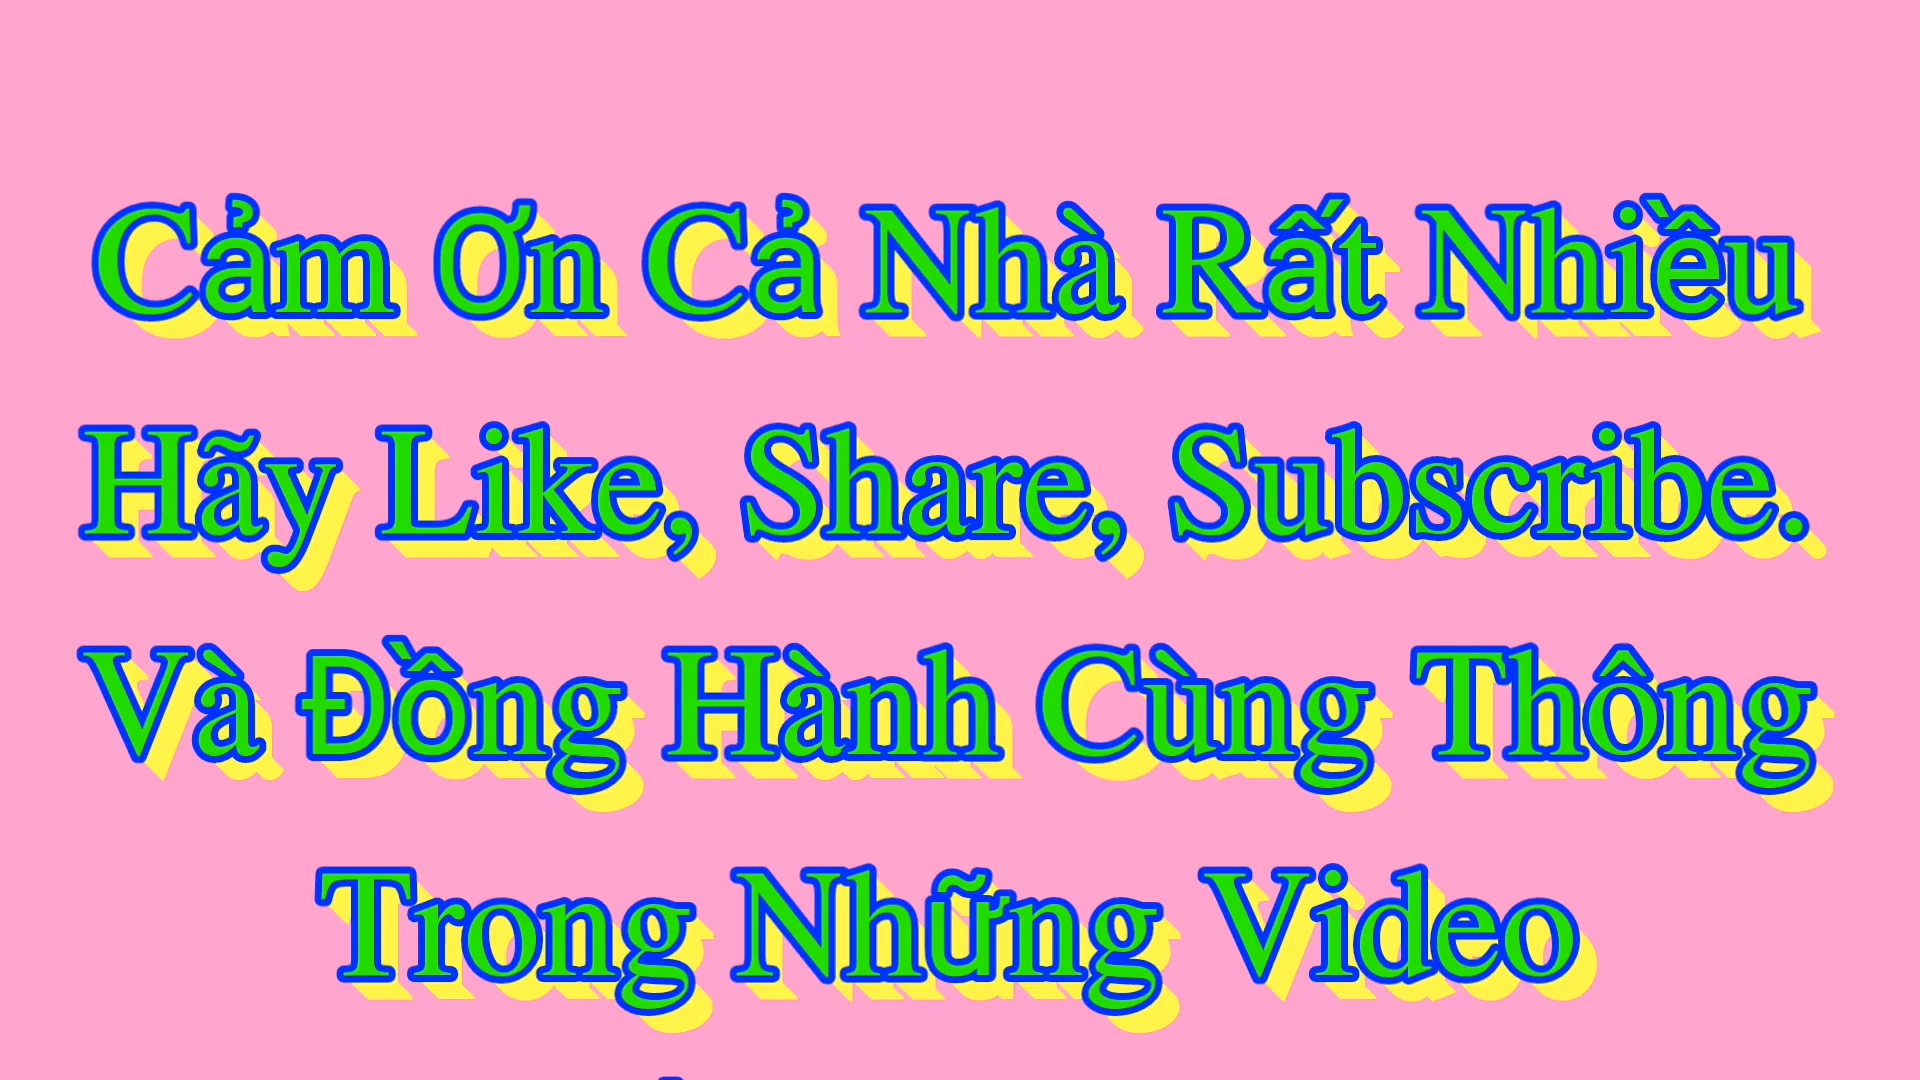 Cảm Ơn Cả Nhà Rất Nhiều
Hãy Like, Share, Subscribe.
Và Đồng Hành Cùng Thông
Trong Những Video